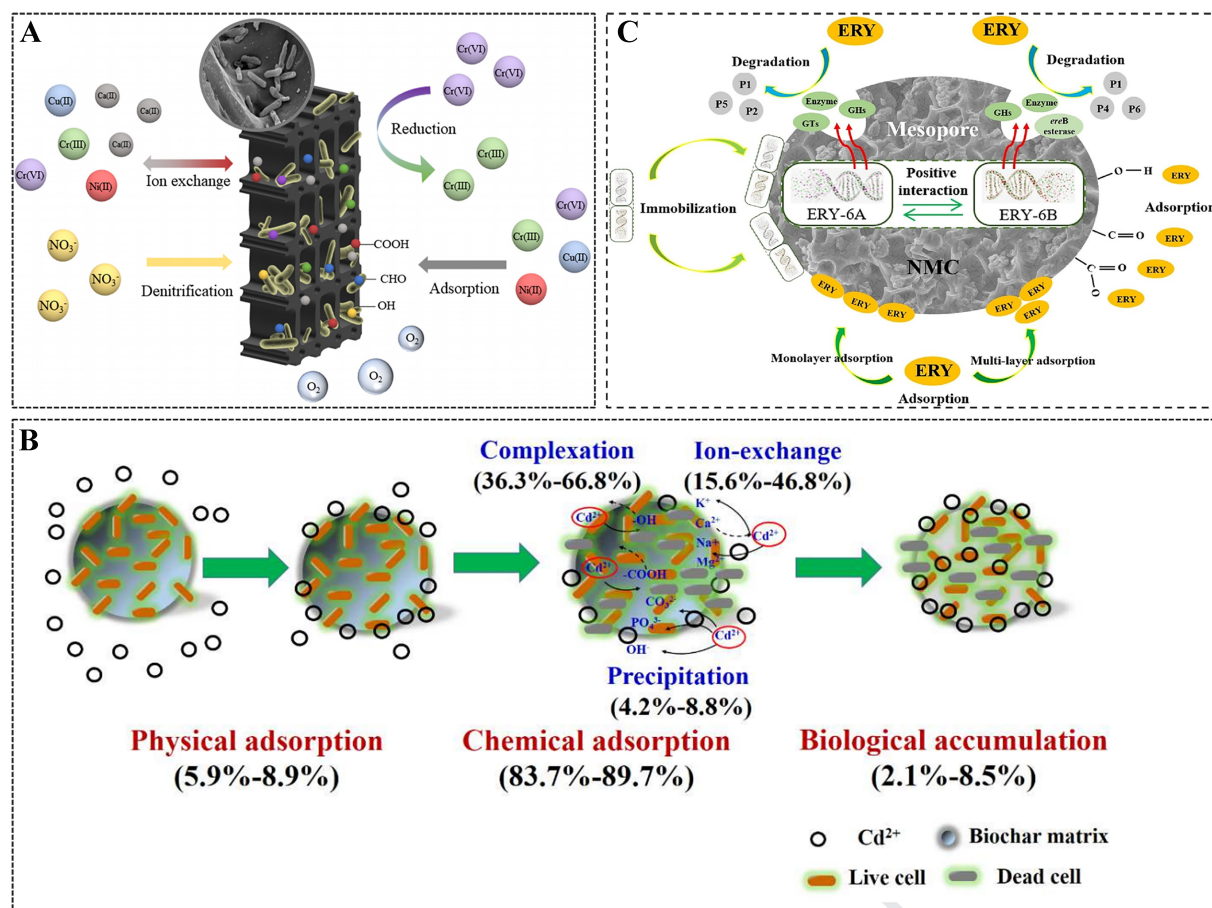 A
Cr(VI)
Cr(VI)
Cr(VI)
Cu(II)
Ca(II)
Ca(II)
Cr(III)
Ca(II)
Cr(VI)
Ni(II)
Ion exchange
Reduction
Cr(III)
Cr(III)
NO₃⁻
NO₃⁻
NO₃⁻
Denitrification
COOH
CHO
OH
Cr(VI)
Cr(III)
Cu(II)
Ni(II)
Adsorption
O₂
O₂
O₂
C
ERY
ERY
Degradation
Degradation
P1
P5
P2
Enzyme
GHs
GTs
Mesopore
GHs
Enzyme
ereB
esterase
P1
P4
P6
Immobilization
Positive
interaction
ERY-6A
ERY-6B
NMC
O
H
ERY
Adsorption
C
O
ERY
C
O
ERY
O
ERY
ERY
ERY
ERY
ERY
ERY
ERY
Monolayer adsorption
ERY
Multi-layer adsorption
Adsorption
B
Complexation
(36.3%-66.8%)
Ion-exchange
(15.6%-46.8%)
Cd²⁺
-OH
K⁺
Ca²⁺
Cd²⁺
Na⁺
Mg²⁺
Cd²⁺
-COOH
CO₃²⁻
PO₄³⁻
Cd²⁺
OH⁻
Precipitation
(4.2%-8.8%)
Physical adsorption
(5.9%-8.9%)
Chemical adsorption
(83.7%-89.7%)
Biological accumulation
(2.1%-8.5%)
Cd²⁺
Biochar matrix
Live cell
Dead cell